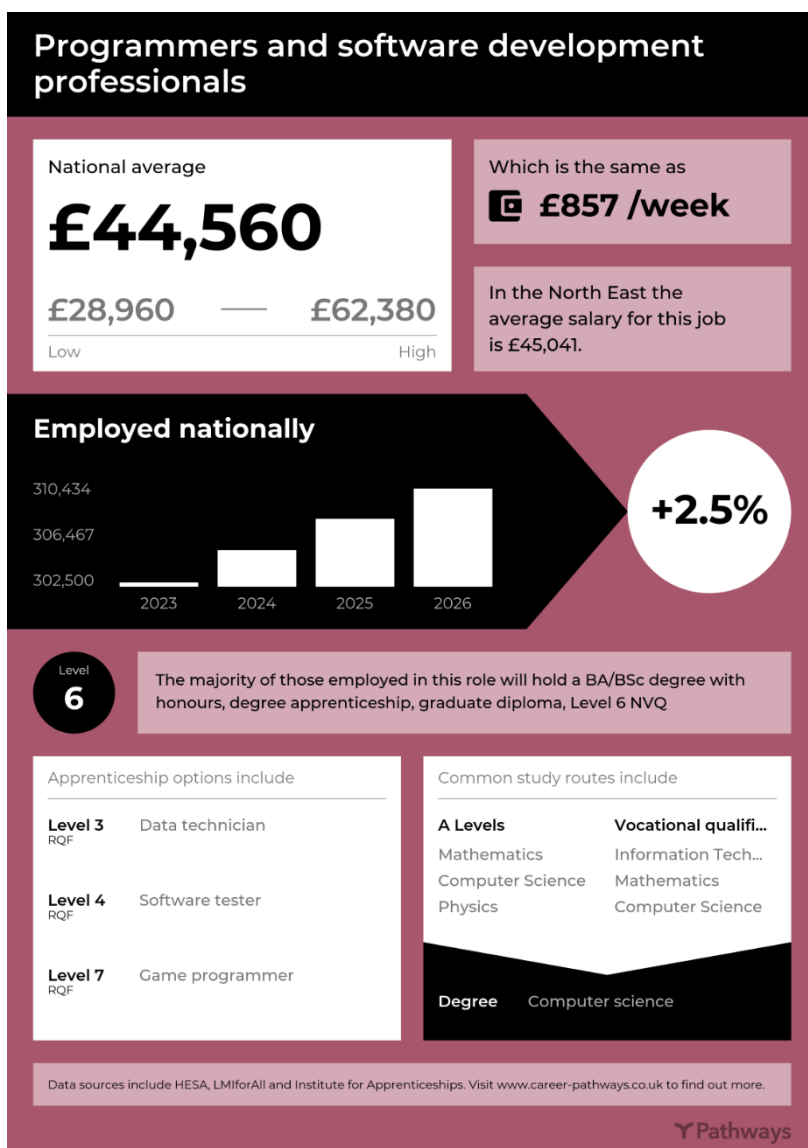 Programmers and software development
professionals
National average
£44,560
£28,960
£62,380
Low
High
Which is the same as
£857 /week
In the North East the
average salary for this job
is £45,041.
Employed nationally
310,434
306,467
302,500
2023
2024
2025
2026
+2.5%
Level
6
The majority of those employed in this role will hold a BA/BSc degree with
honours, degree apprenticeship, graduate diploma, Level 6 NVQ
Apprenticeship options include
Level 3 Data technician
RQF
Level 4 Software tester
RQF
Level 7 Game programmer
RQF
Common study routes include
A Levels
Mathematics
Computer Science
Physics
Vocational qualifi...
Information Tech...
Mathematics
Computer Science
Degree Computer science
Data sources include HESA, LMIforAll and Institute for Apprenticeships. Visit www.career-pathways.co.uk to find out more.
Pathways